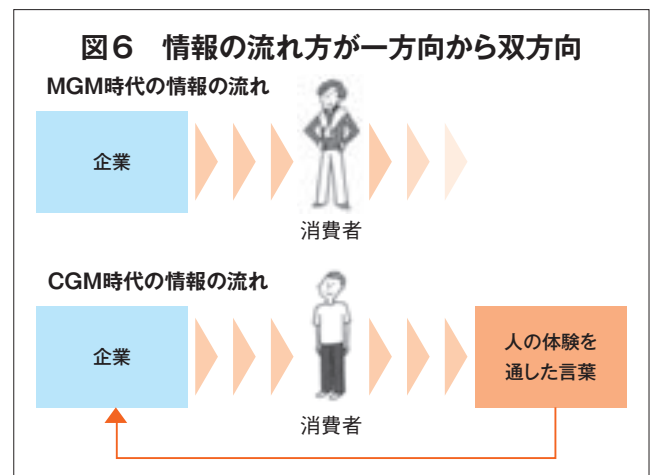 図6 情報の流れ方が一方向から双方向
MGM時代の情報の流れ
企業
消費者
CGM時代の情報の流れ
企業
人の体験を
通した言葉
消費者